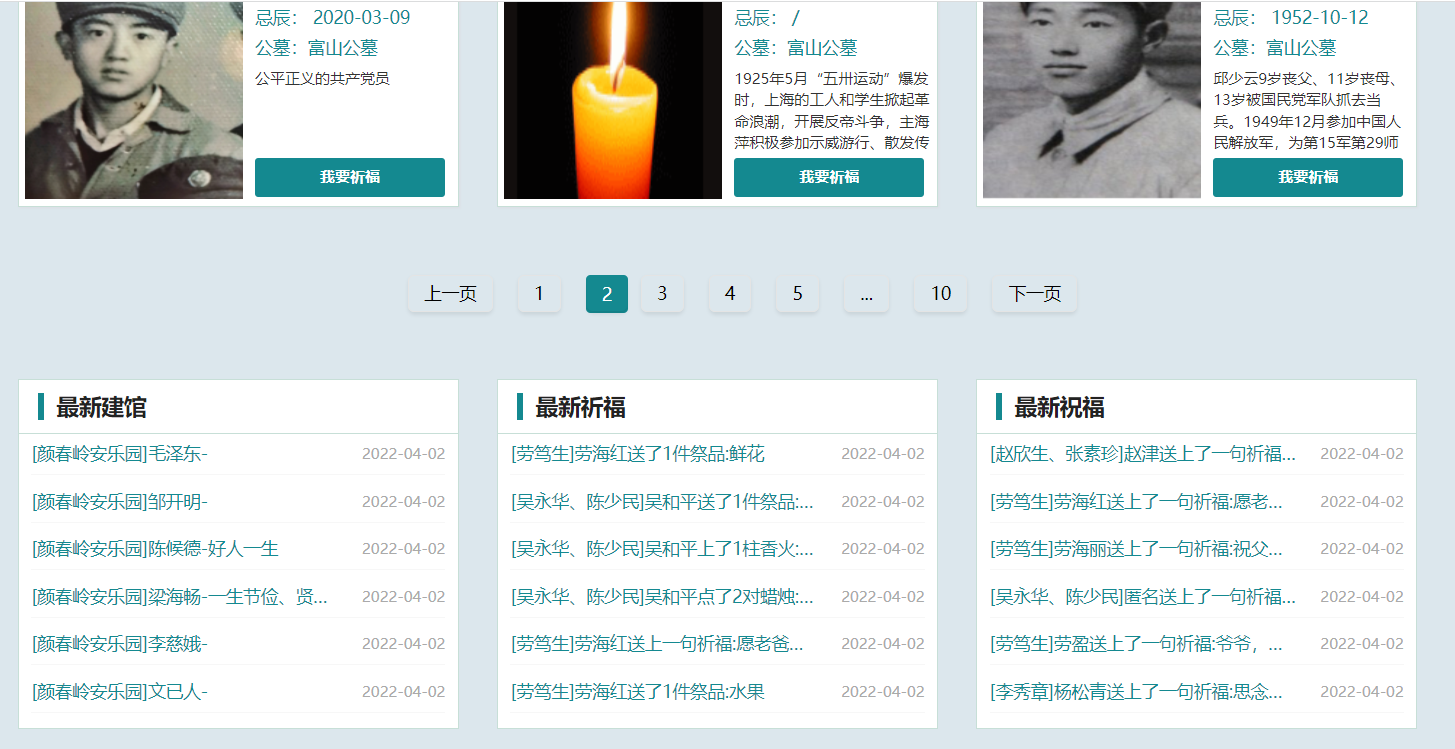 忌辰： 2020-03-09
公墓：富山公墓
公平正义的共产党员
我要祈福
忌辰： /
公墓：富山公墓
1925年5月“五卅运动”爆发
时，上海的工人和学生掀起革
命浪潮，开展反帝斗争，主海
萍积极参加示威游行、散发传
我要祈福
忌辰： 1952-10-12
公墓：富山公墓
邱少云9岁丧父、11岁丧母、
13岁被国民党军队抓去当
兵。1949年12月参加中国人
民解放军，为第15军第29师
我要祈福
上一页 1 2 3 4 5 ... 10 下一页
最新建馆
[颜春岭安乐园]毛泽东- 2022-04-02
[颜春岭安乐园]邹开明- 2022-04-02
[颜春岭安乐园]陈候德-好人一生 2022-04-02
[颜春岭安乐园]梁海畅-一生节俭、贤... 2022-04-02
[颜春岭安乐园]李慈娥- 2022-04-02
[颜春岭安乐园]文已人- 2022-04-02
最新祈福
[劳笃生]劳海红送了1件祭品:鲜花 2022-04-02
[吴永华、陈少民]吴和平送了1件祭品:... 2022-04-02
[吴永华、陈少民]吴和平上了1柱香火:... 2022-04-02
[吴永华、陈少民]吴和平点了2对蜡烛:... 2022-04-02
[劳笃生]劳海红送上一句祈福:愿老爸... 2022-04-02
[劳笃生]劳海红送了1件祭品:水果 2022-04-02
最新祝福
[赵欣生、张素珍]赵津送上了一句祈福... 2022-04-02
[劳笃生]劳海红送上了一句祈福:愿老... 2022-04-02
[劳笃生]劳海丽送上了一句祈福:祝父... 2022-04-02
[吴永华、陈少民]匿名送上了一句祈福... 2022-04-02
[劳笃生]劳盈送上了一句祈福:爷爷，... 2022-04-02
[李秀章]杨松青送上了一句祈福:思念... 2022-04-02